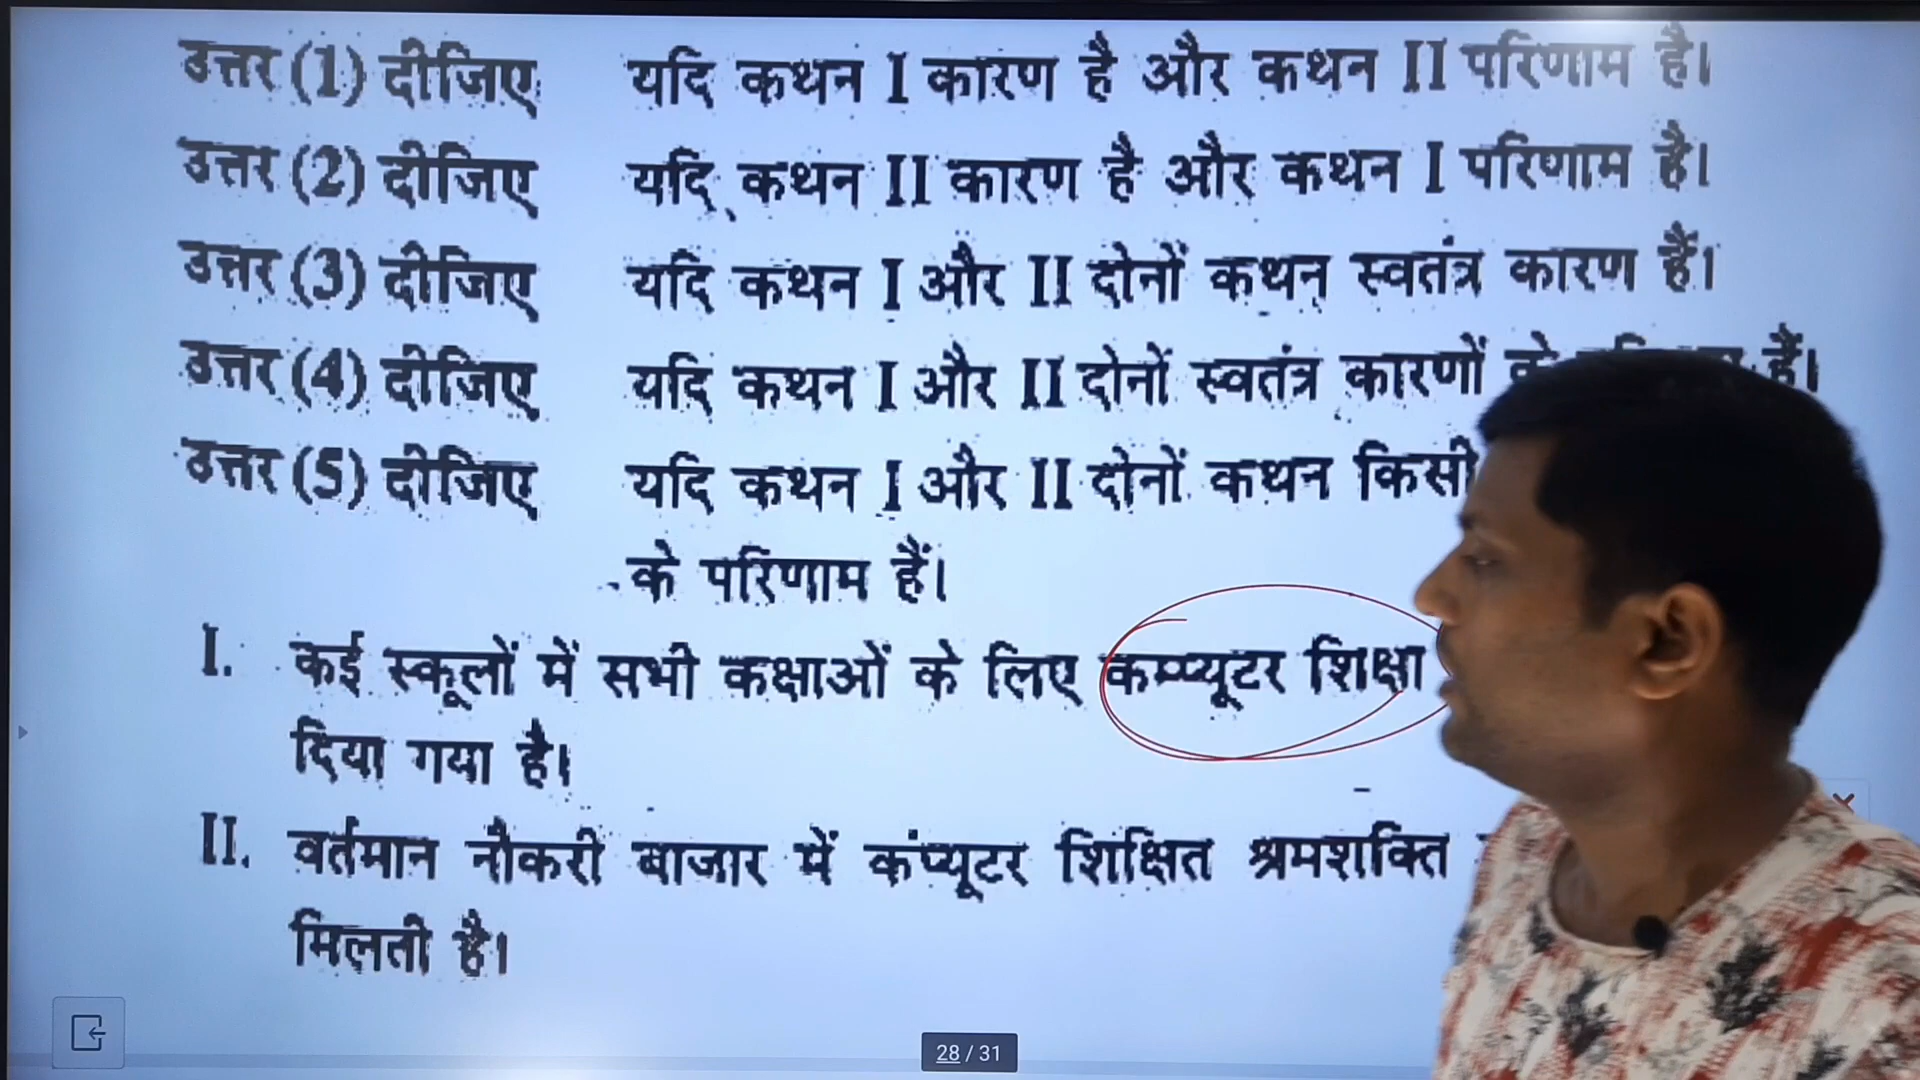 उत्तर (1) दीजिए यदि कथन I कारण है और कथन II परिणाम है।
उत्तर (2) दीजिए यदि कथन II कारण है और कथन I परिणाम है।
उत्तर (3) दीजिए यदि कथन I और II दोनों कथन स्वतंत्र कारण हैं।
उत्तर (4) दीजिए यदि कथन I और II दोनों स्वतंत्र कारणों हैं।
उत्तर (5) दीजिए यदि कथन I और II दोनों कथन किसी
के परिणाम हैं।
I. कई स्कूलों में सभी कक्षाओं के लिए कम्प्यूटर शिक्षा
दिया गया है।
II. वर्तमान नौकरी बाजार में कंप्यूटर शिक्षित श्रमशक्ति
मिलती है।
28 / 31